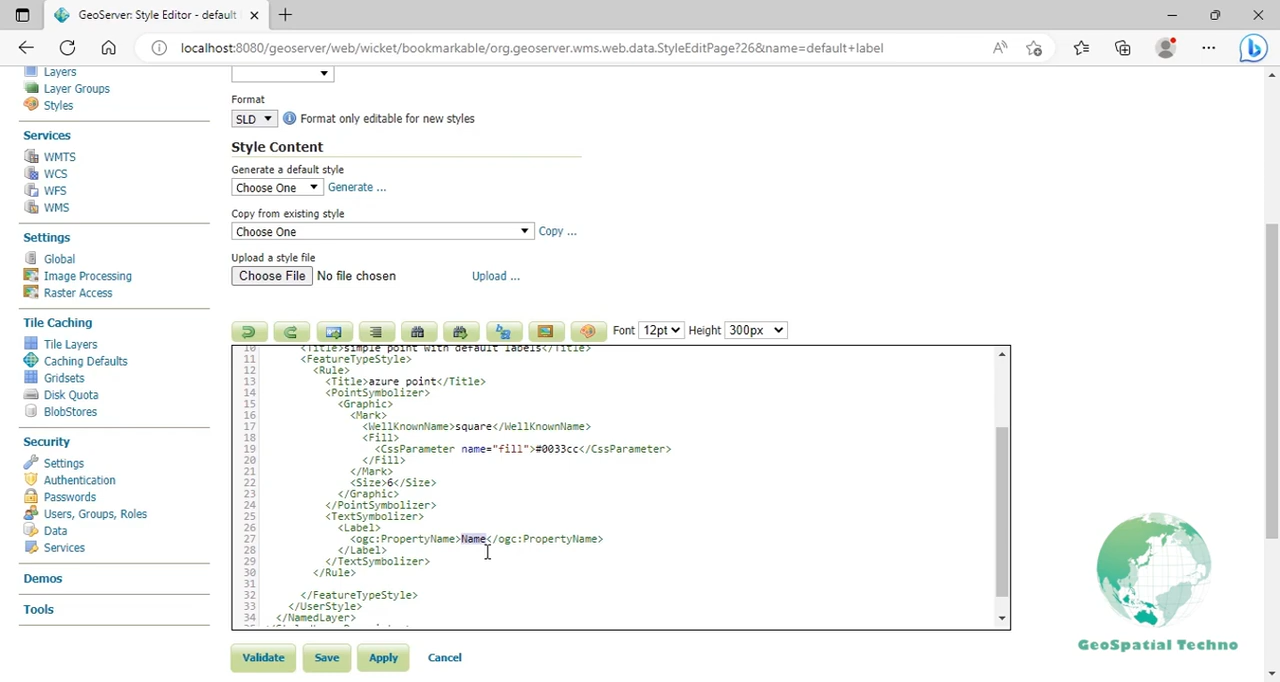 GeoServer: Style Editor - default
localhost:8080/geoserver/web/wicket/bookmarkable/org.geoserver.wms.web.data.StyleEditPage?26&name=default+label
Layers
Layer Groups
Styles
Services
WMTS
WCS
WFS
WMS
Settings
Global
Image Processing
Raster Access
Tile Caching
Tile Layers
Caching Defaults
Gridsets
Disk Quota
BlobStores
Security
Settings
Authentication
Passwords
Users, Groups, Roles
Data
Services
Demos
Tools
Format
SLD Format only editable for new styles
Style Content
Generate a default style
Choose One Generate ...
Copy from existing style
Choose One Copy ...
Upload a style file
Choose File No file chosen Upload ...
Font 12pt Height 300px
10 <Title>simple point with default labels</Title>
11 <FeatureTypeStyle>
12 <Rule>
13 <Title>azure point</Title>
14 <PointSymbolizer>
15 <Graphic>
16 <Mark>
17 <WellKnownName>square</WellKnownName>
18 <Fill>
19 <CssParameter name="fill">#0033cc</CssParameter>
20 </Fill>
21 </Mark>
22 <Size>6</Size>
23 </Graphic>
24 </PointSymbolizer>
25 <TextSymbolizer>
26 <Label>
27 <ogc:PropertyName>Name</ogc:PropertyName>
28 </Label>
29 </TextSymbolizer>
30 </Rule>
31
32 </FeatureTypeStyle>
33 </UserStyle>
34 </NamedLayer>
Validate Save Apply Cancel
GeoSpatial Techno